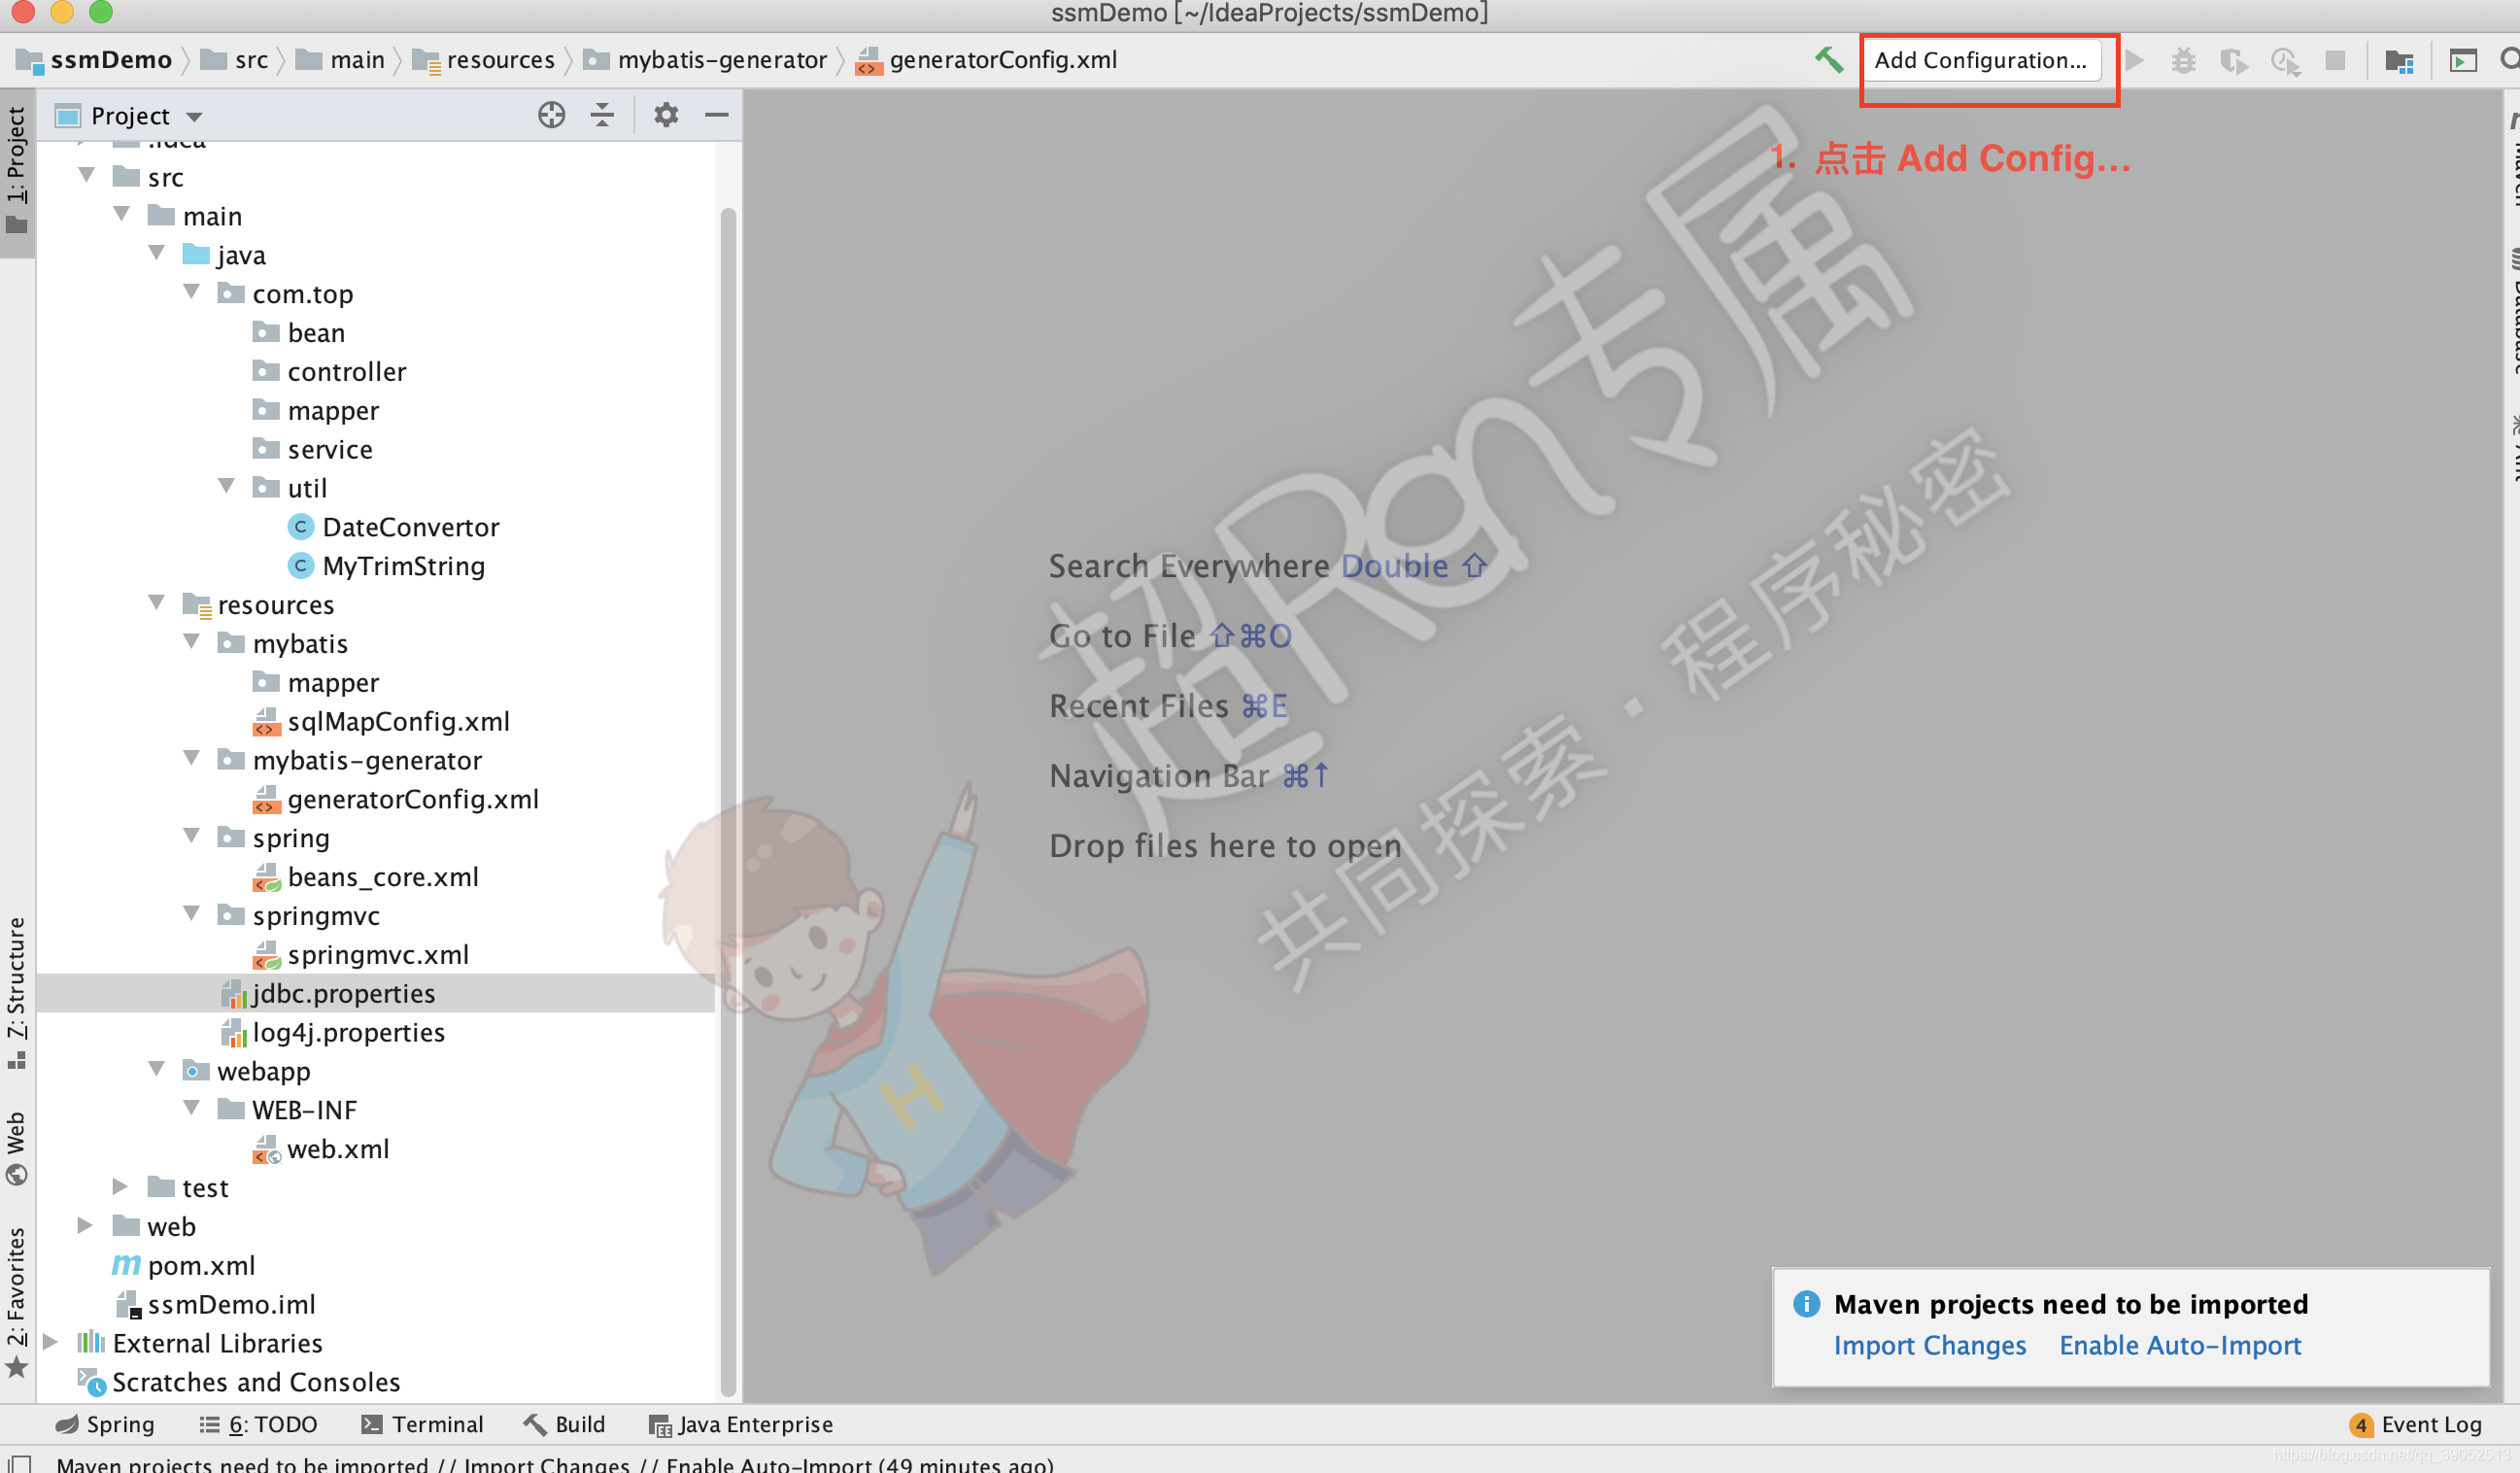 ssmDemo [~/IdeaProjects/ssmDemo]
ssmDemo src main resources mybatis-generator generatorConfig.xml
Add Configuration...
1. 点击 Add Config...
Project
1: Project
.idea
src
main
java
com.top
bean
controller
mapper
service
util
DateConvertor
MyTrimString
resources
mybatis
mapper
sqlMapConfig.xml
mybatis-generator
generatorConfig.xml
spring
beans_core.xml
springmvc
springmvc.xml
jdbc.properties
log4j.properties
webapp
WEB-INF
web.xml
test
web
pom.xml
ssmDemo.iml
External Libraries
Scratches and Consoles
7: Structure
Web
2: Favorites
Search Everywhere Double ⇧
Go to File ⇧⌘O
Recent Files ⌘E
Navigation Bar ⌘↑
Drop files here to open
超Ran专属
共同探索·程序秘密
H
Maven
Database
Ant
Maven projects need to be imported
Import Changes Enable Auto-Import
Spring 6: TODO Terminal Build Java Enterprise
4 Event Log
Maven projects need to be imported // Import Changes // Enable Auto-Import (49 minutes ago)